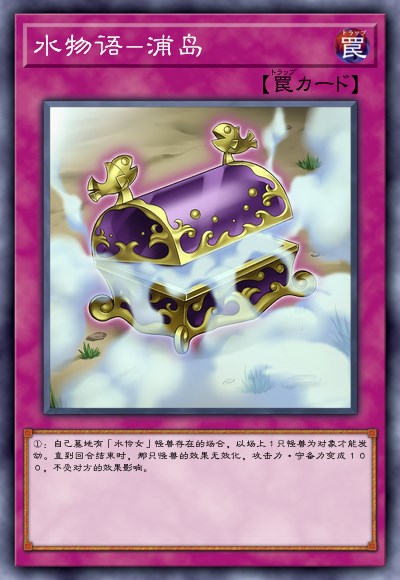 水物语-浦岛
トラップ
罠
【罠カード】
トラップ
①：自己墓地有「水伶女」怪兽存在的场合，以场上１只怪兽为对象才能发
动。直到回合结束时，那只怪兽的效果无效化，攻击力·守备力变成１０
０，不受对方的效果影响。